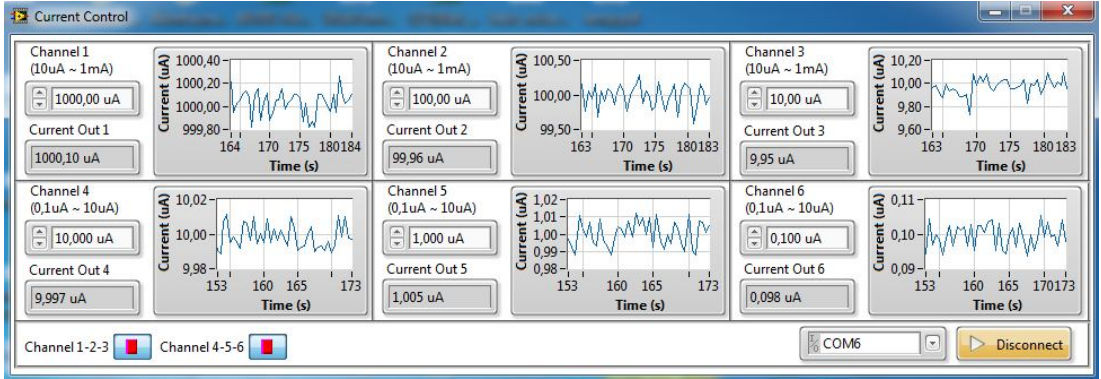 Current Control
Channel 1
(10uA ~ 1mA)
1000,00 uA
Current Out 1
1000,10 uA
Current (uA)
1000,40
1000,20
1000,00
999,80
164 170 175 180184
Time (s)
Channel 2
(10uA ~ 1mA)
100,00 uA
Current Out 2
99,96 uA
Current (uA)
100,50
100,00
99,50
163 170 175 180183
Time (s)
Channel 3
(10uA ~ 1mA)
10,00 uA
Current Out 3
9,95 uA
Current (uA)
10,20
10,00
9,80
9,60
163 170 175 180 183
Time (s)
Channel 4
(0,1uA ~ 10uA)
10,000 uA
Current Out 4
9,997 uA
Current (uA)
10,02
10,00
9,98
153 160 165 173
Time (s)
Channel 5
(0,1uA ~ 10uA)
1,000 uA
Current Out 5
1,005 uA
Current (uA)
1,02
1,00
1,00
0,98
153 160 165 173
Time (s)
Channel 6
(0,1uA ~ 10uA)
0,100 uA
Current Out 6
0,098 uA
Current (uA)
0,11
0,10
0,09
153 160 165 170173
Time (s)
Channel 1-2-3 Channel 4-5-6
I/O COM6
Disconnect